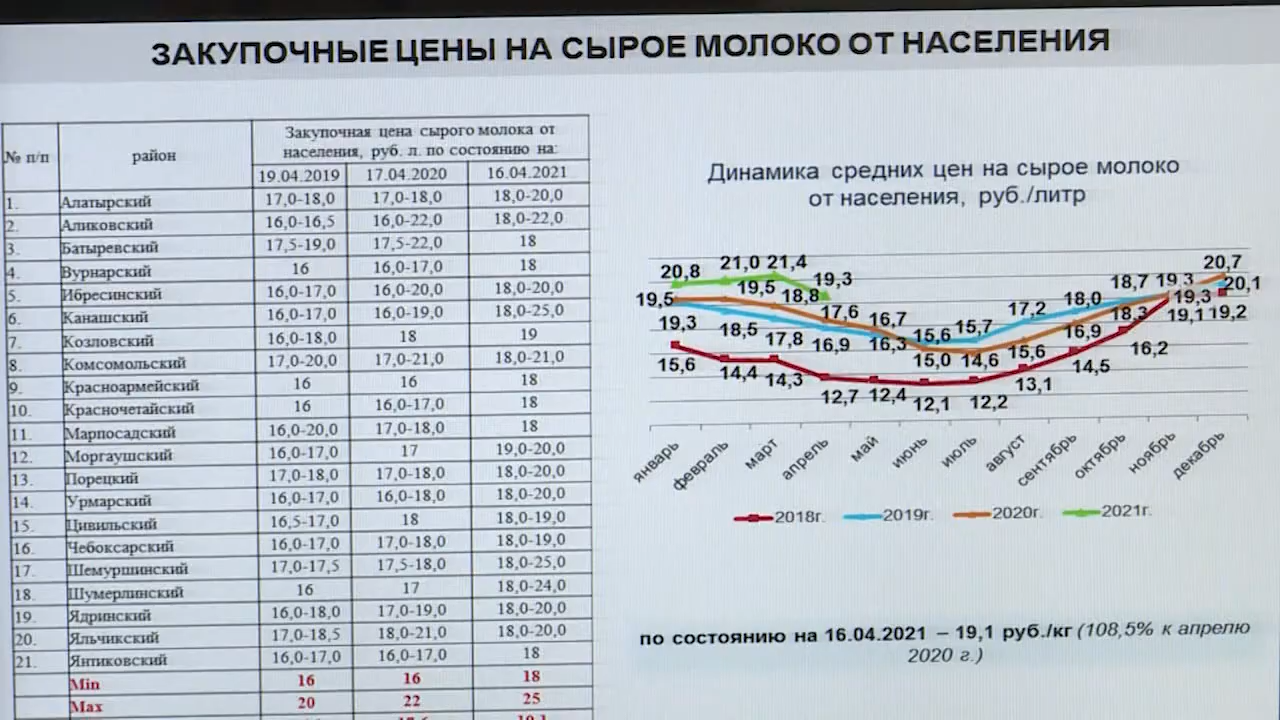 ЗАКУПОЧНЫЕ ЦЕНЫ НА СЫРОЕ МОЛОКО ОТ НАСЕЛЕНИЯ
№ п/п район Закупочная цена сырого молока от
населения, руб. л. по состоянию на:
19.04.2019 17.04.2020 16.04.2021
1. Алатырский 17,0-18,0 17,0-18,0 18,0-20,0
2. Аликовский 16,0-16,5 16,0-22,0 18,0-22,0
3. Батыревский 17,5-19,0 17,5-22,0 18
4. Вурнарский 16 16,0-17,0 18
5. Ибресинский 16,0-17,0 16,0-20,0 18,0-20,0
6. Канашский 16,0-17,0 16,0-19,0 18,0-25,0
7. Козловский 16,0-18,0 18 19
8. Комсомольский 17,0-20,0 17,0-21,0 18,0-21,0
9. Красноармейский 16 16 18
10. Красночетайский 16 16,0-17,0 18
11. Марпосадский 16,0-20,0 17,0-18,0 18
12. Моргаушский 16,0-17,0 17 19,0-20,0
13. Порецкий 17,0-18,0 17,0-18,0 18,0-20,0
14. Урмарский 16,0-17,0 16,0-18,0 18,0-20,0
15. Цивильский 16,5-17,0 18 18,0-19,0
16. Чебоксарский 16,0-17,0 17,0-18,0 18,0-19,0
17. Шемуршинский 17,0-17,5 17,5-18,0 18,0-25,0
18. Шумерлинский 16 17 18,0-24,0
19. Ядринский 16,0-18,0 17,0-19,0 18,0-20,0
20. Яльчикский 17,0-18,5 18,0-21,0 18,0-20,0
21. Янтиковский 16,0-17,0 16,0-17,0 18
Min 16 16 18
Max 20 22 25
Динамика средних цен на сырое молоко
от населения, руб./литр
20,8 21,0 21,4 19,3
19,5 19,5 18,8 17,6 16,7 15,6 15,7 17,2 18,0 18,7 19,3 20,7
19,3 18,5 17,8 16,9 16,3 15,0 14,6 15,6 16,9 18,3 19,3 20,1
15,6 14,4 14,3 12,7 12,4 12,1 12,2 13,1 14,5 16,2 19,1 19,2
январь февраль март апрель май июнь июль август сентябрь октябрь ноябрь декабрь
2018г. 2019г. 2020г. 2021г.
по состоянию на 16.04.2021 – 19,1 руб./кг (108,5% к апрелю
2020 г.)